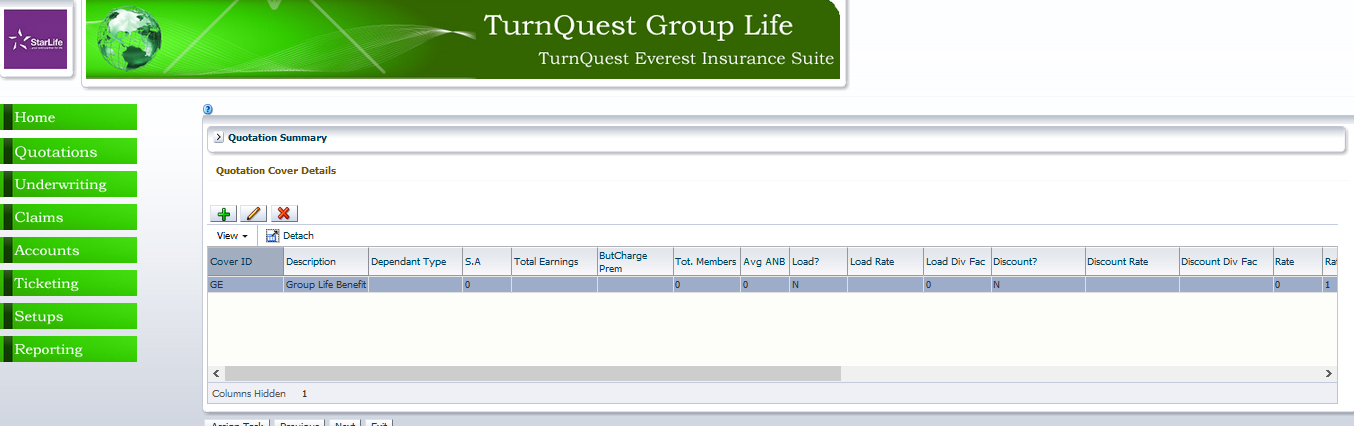 StarLife
TurnQuest Group Life
TurnQuest Everest Insurance Suite
Home
Quotations
Underwriting
Claims
Accounts
Ticketing
Setups
Reporting
Quotation Summary
Quotation Cover Details
View Detach
Cover ID Description Dependant Type S.A Total Earnings ButCharge Prem Tot. Members Avg ANB Load? Load Rate Load Div Fac Discount? Discount Rate Discount Div Fac Rate Rat
GE Group Life Benefit 0 0 0 N 0 N 0 1
Columns Hidden 1
Assign Task Previous Next Exit